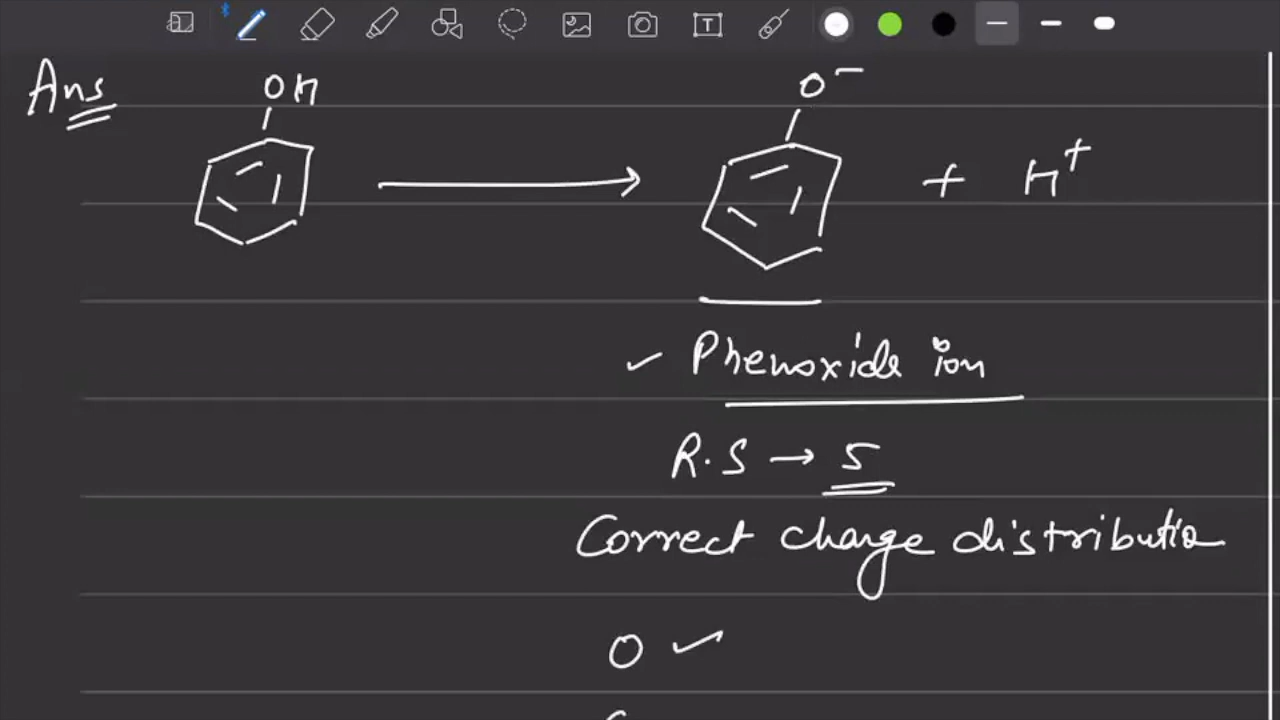 Ans
OH
O⁻
+ H⁺
Phenoxide ion
R.S → 5
Correct charge distributio
O